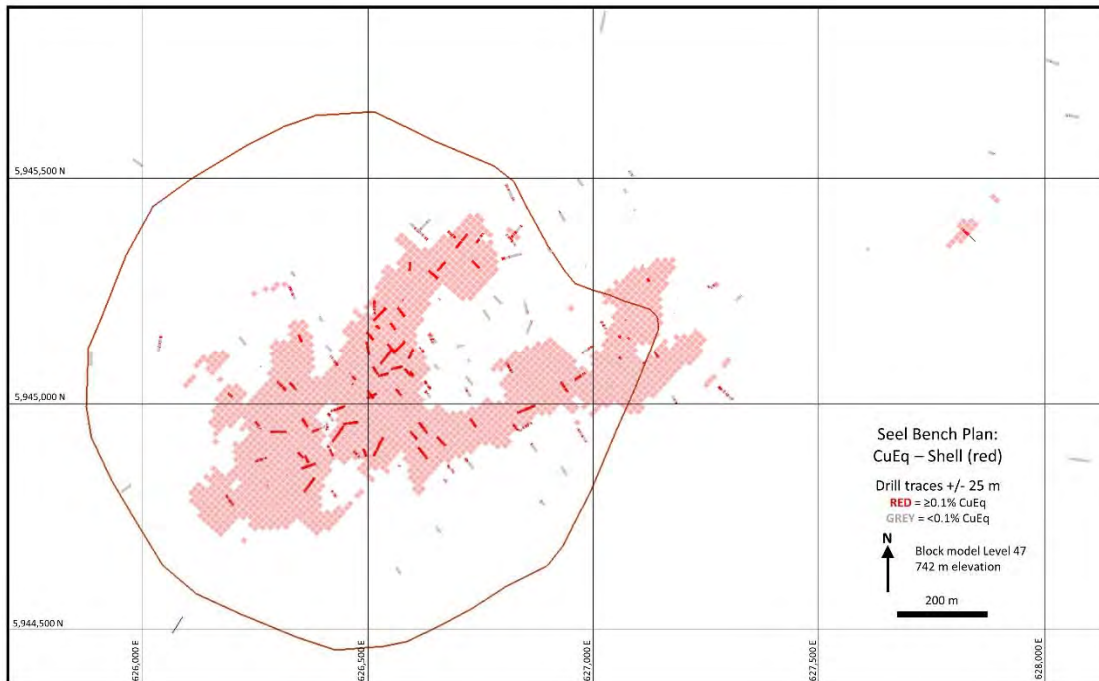 5,945,500 N
5,945,000 N
Seel Bench Plan:
CuEq – Shell (red)
Drill traces +/- 25 m
RED = ≥0.1% CuEq
GREY = <0.1% CuEq
N
Block model Level 47
742 m elevation
200 m
5,944,500 N
626,000 E
626,500 E
627,000 E
627,500 E
628,000 E